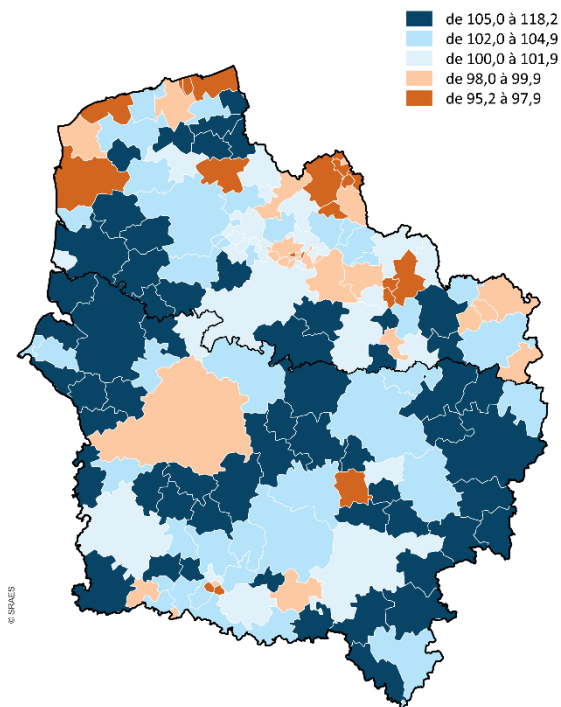 de 105,0 à 118,2
de 102,0 à 104,9
de 100,0 à 101,9
de 98,0 à 99,9
de 95,2 à 97,9
© SRAES